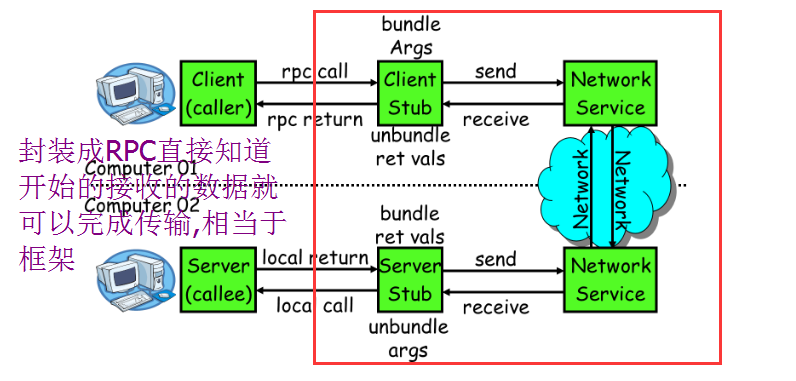 bundle
Args
Client
(caller)
rpc call
rpc return
Client
Stub
send
receive
Network
Service
unbundle
ret vals
封装成RPC直接知道
开始的接收的数据就
可以完成传输,相当于
框架
Computer 01
Computer 02
Network
Network
bundle
ret vals
Server
(callee)
local return
local call
Server
Stub
send
receive
Network
Service
unbundle
args